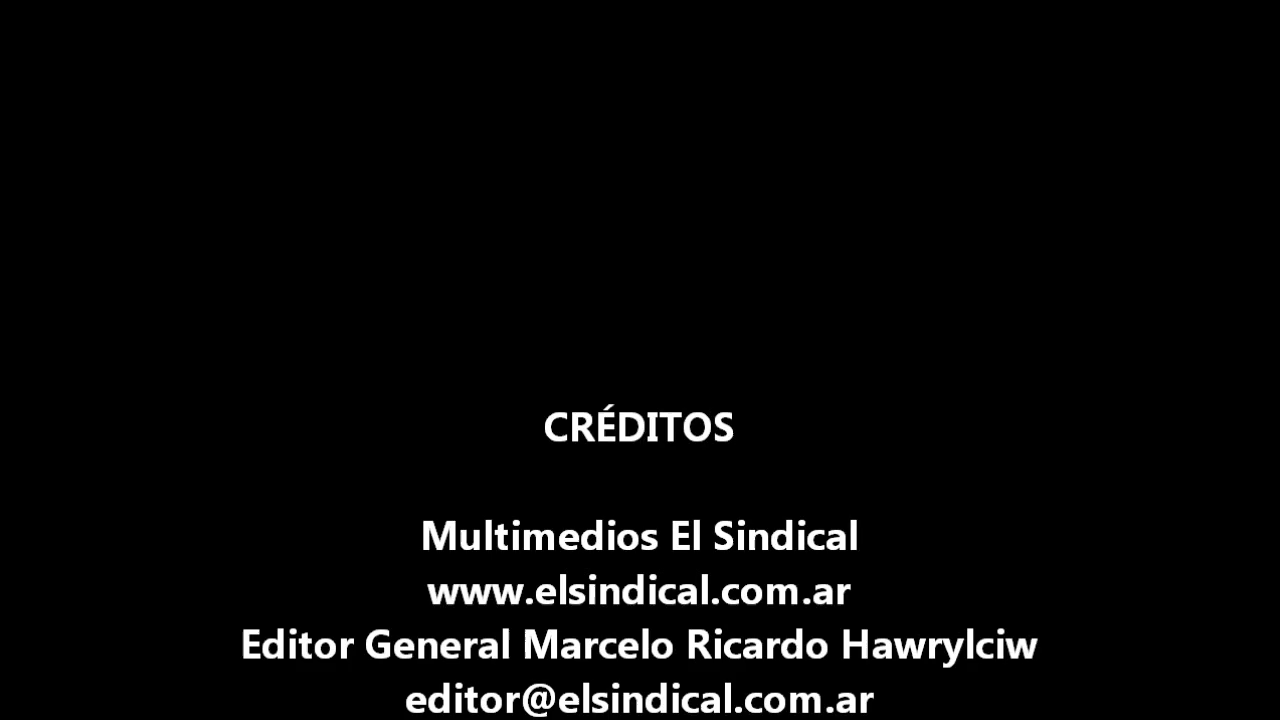 CRÉDITOS
Multimedios El Sindical
www.elsindical.com.ar
Editor General Marcelo Ricardo Hawrylciw
editor@elsindical.com.ar